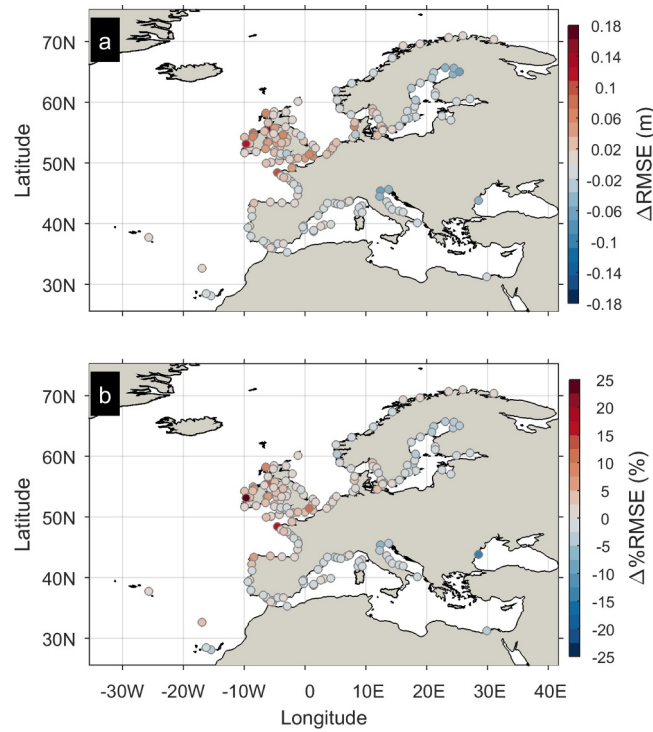 a
70N
60N
50N
40N
30N
Latitude
0.18
0.14
0.1
0.06
0.02
-0.02
-0.06
-0.1
-0.14
-0.18
ΔRMSE (m)
b
70N
60N
50N
40N
30N
Latitude
-30W
-20W
-10W
0
10E
20E
30E
40E
Longitude
25
20
15
10
5
0
-5
-10
-15
-20
-25
Δ%RMSE (%)